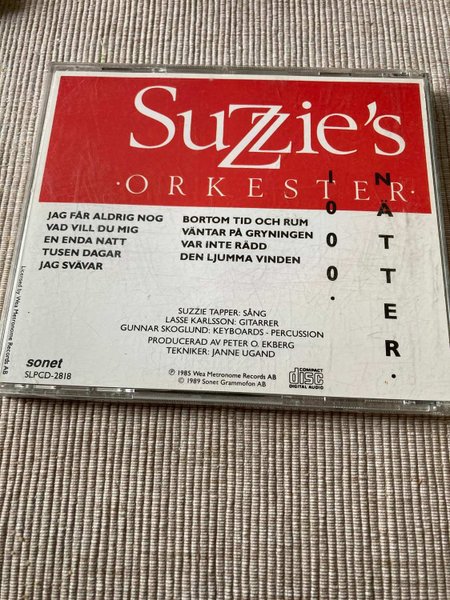 SuZZie's
·ORKESTER·
1000·
NÄTTER·
JAG FÅR ALDRIG NOG
VAD VILL DU MIG
EN ENDA NATT
TUSEN DAGAR
JAG SVÄVAR
BORTOM TID OCH RUM
VÄNTAR PÅ GRYNINGEN
VAR INTE RÄDD
DEN LJUMMA VINDEN
SUZZIE TAPPER: SÅNG
LASSE KARLSSON: GITARRER
GUNNAR SKOGLUND: KEYBOARDS - PERCUSSION
PRODUCERAD AV PETER O. EKBERG
TEKNIKER: JANNE UGAND
Ⓟ 1985 Wea Metronome Records AB
© 1989 Sonet Grammofon AB
COMPACT
disc
DIGITAL AUDIO
sonet
SLPCD-2818
Licensed by Wea Metronome Records AB